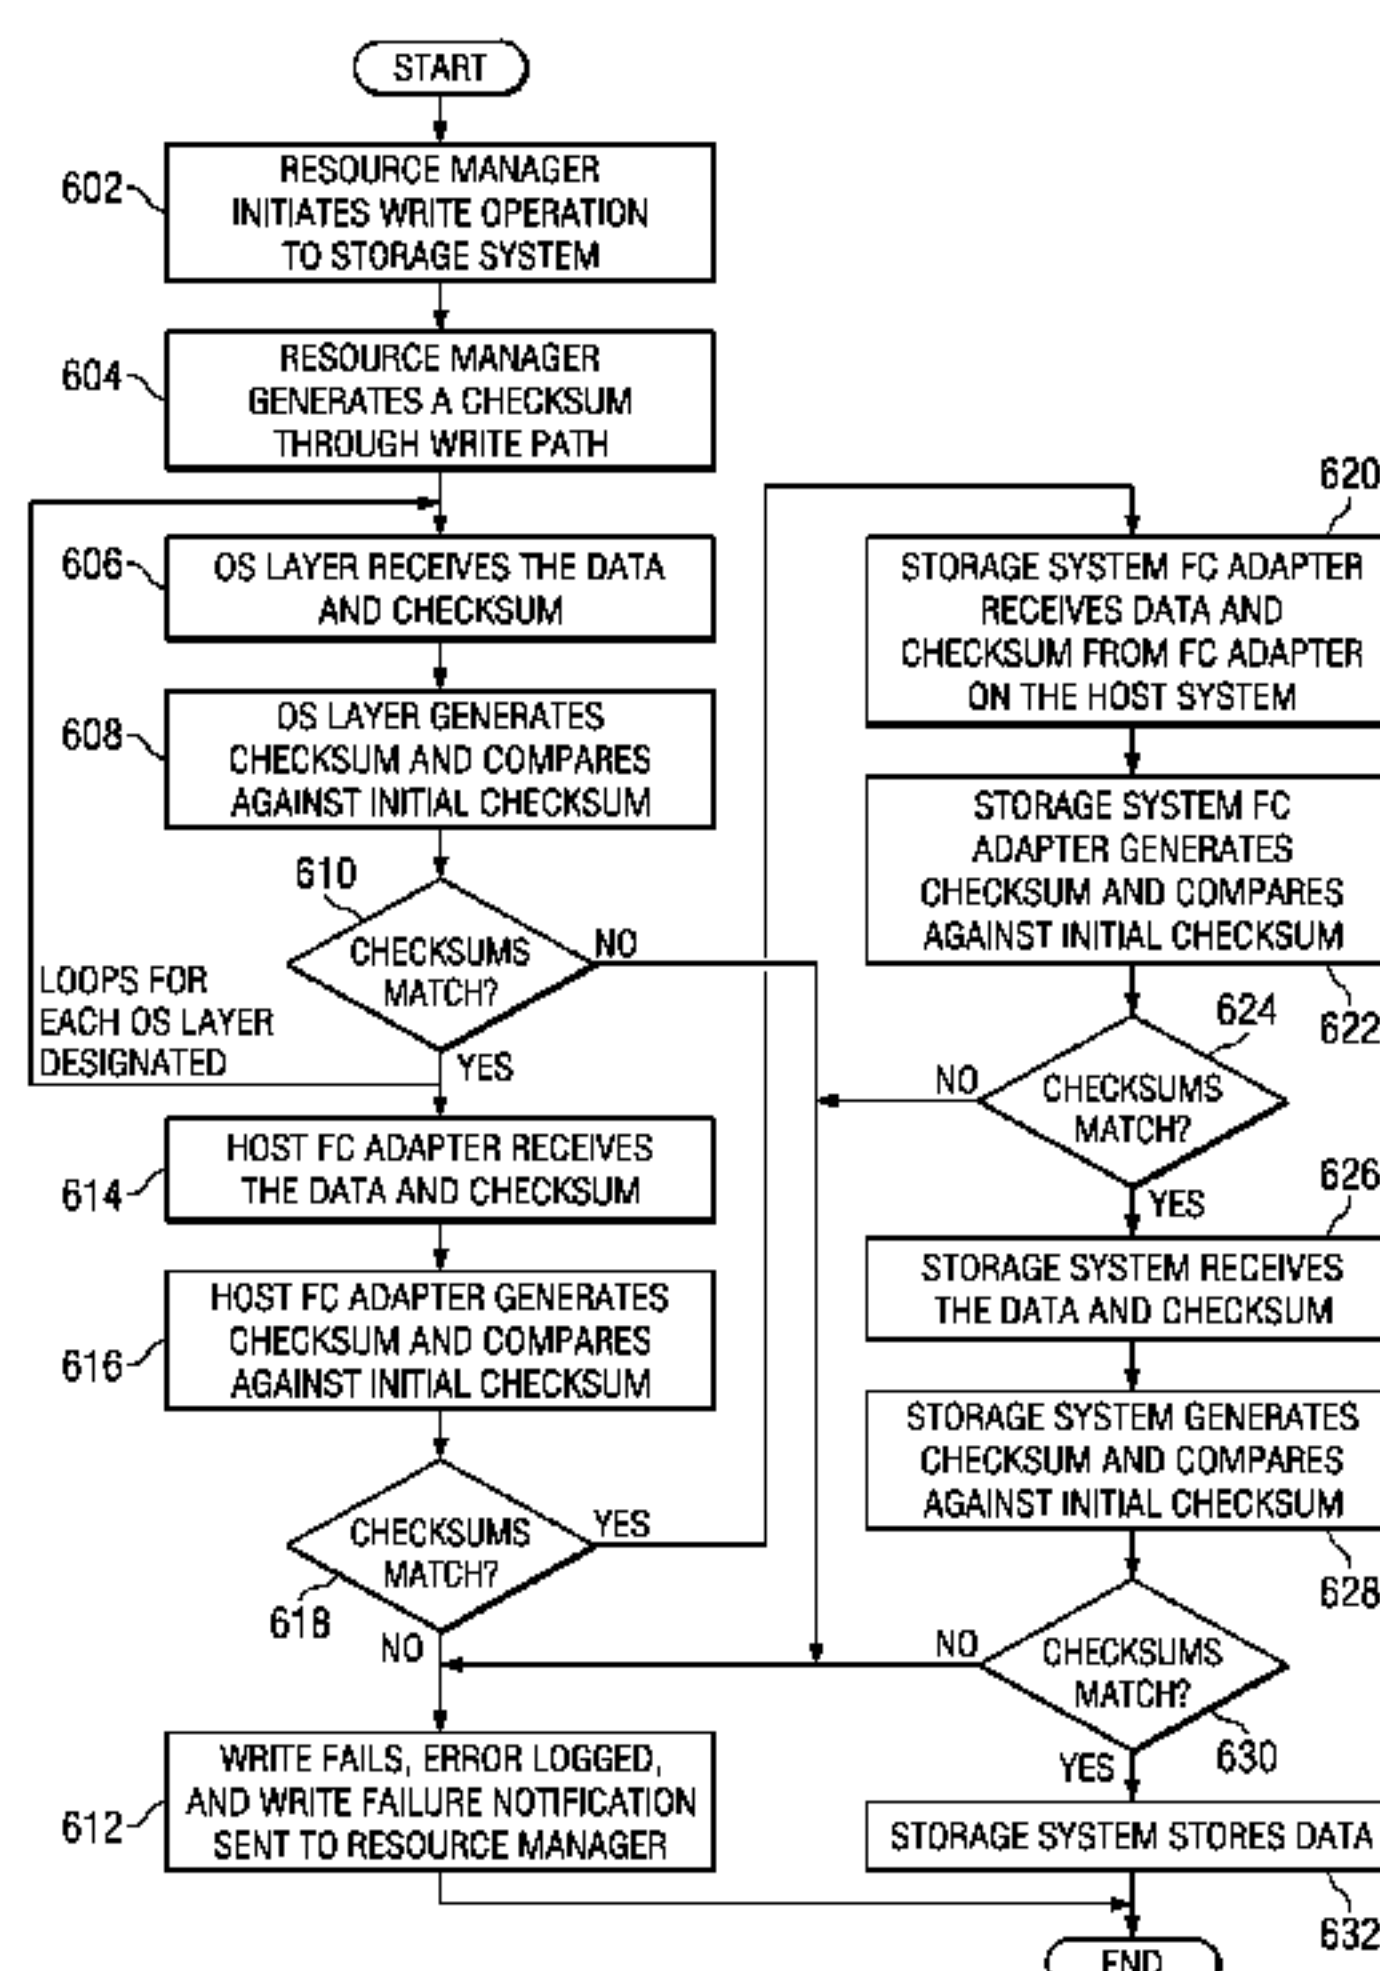 START
602
RESOURCE MANAGER
INITIATES WRITE OPERATION
TO STORAGE SYSTEM
604
RESOURCE MANAGER
GENERATES A CHECKSUM
THROUGH WRITE PATH
606
OS LAYER RECEIVES THE DATA
AND CHECKSUM
608
OS LAYER GENERATES
CHECKSUM AND COMPARES
AGAINST INITIAL CHECKSUM
610
CHECKSUMS
MATCH?
NO
LOOPS FOR
EACH OS LAYER
DESIGNATED
YES
614
HOST FC ADAPTER RECEIVES
THE DATA AND CHECKSUM
616
HOST FC ADAPTER GENERATES
CHECKSUM AND COMPARES
AGAINST INITIAL CHECKSUM
CHECKSUMS
MATCH?
YES
618
NO
612
WRITE FAILS, ERROR LOGGED,
AND WRITE FAILURE NOTIFICATION
SENT TO RESOURCE MANAGER
620
STORAGE SYSTEM FC ADAPTER
RECEIVES DATA AND
CHECKSUM FROM FC ADAPTER
ON THE HOST SYSTEM
STORAGE SYSTEM FC
ADAPTER GENERATES
CHECKSUM AND COMPARES
AGAINST INITIAL CHECKSUM
622
624
CHECKSUMS
MATCH?
NO
YES
626
STORAGE SYSTEM RECEIVES
THE DATA AND CHECKSUM
STORAGE SYSTEM GENERATES
CHECKSUM AND COMPARES
AGAINST INITIAL CHECKSUM
628
CHECKSUMS
MATCH?
NO
630
YES
STORAGE SYSTEM STORES DATA
632
END